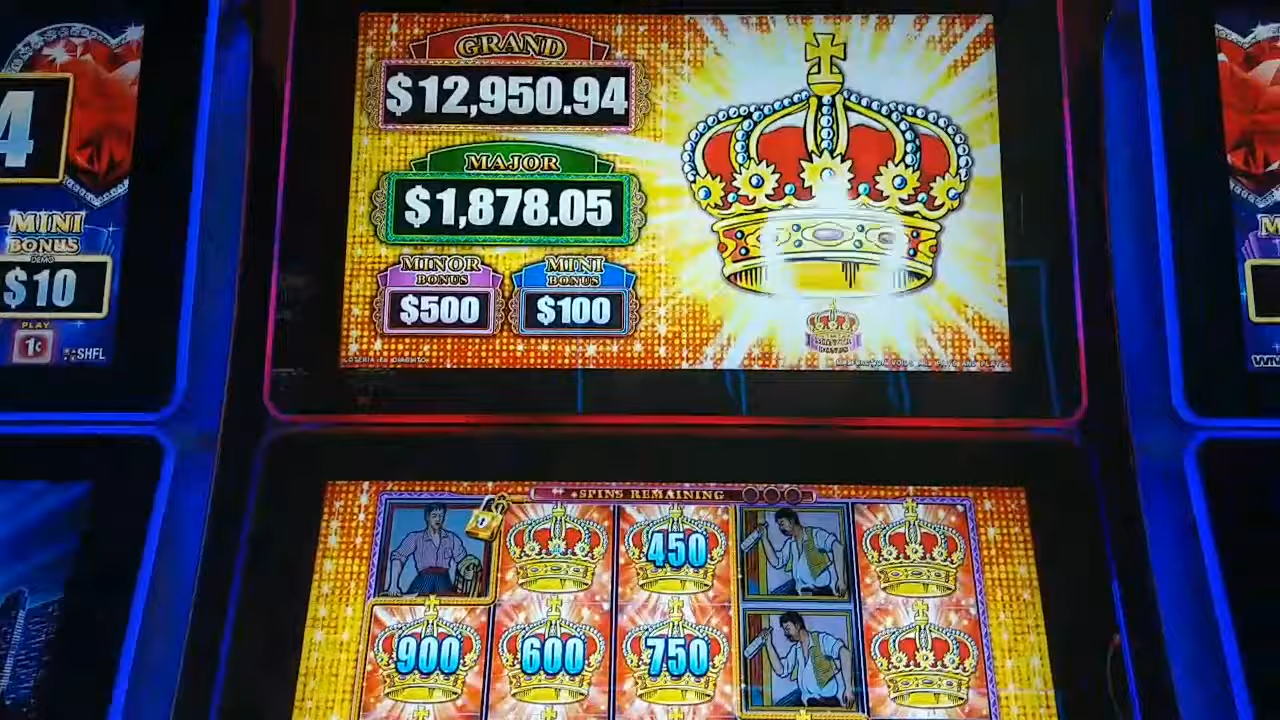 GRAND
$12,950.94
MAJOR
$1,878.05
MINOR
BONUS
$500
MINI
BONUS
$100
4
MINI
BONUS
DEMO
$10
PLAY
1¢
SHFL
SPINS REMAINING
450
900
600
750